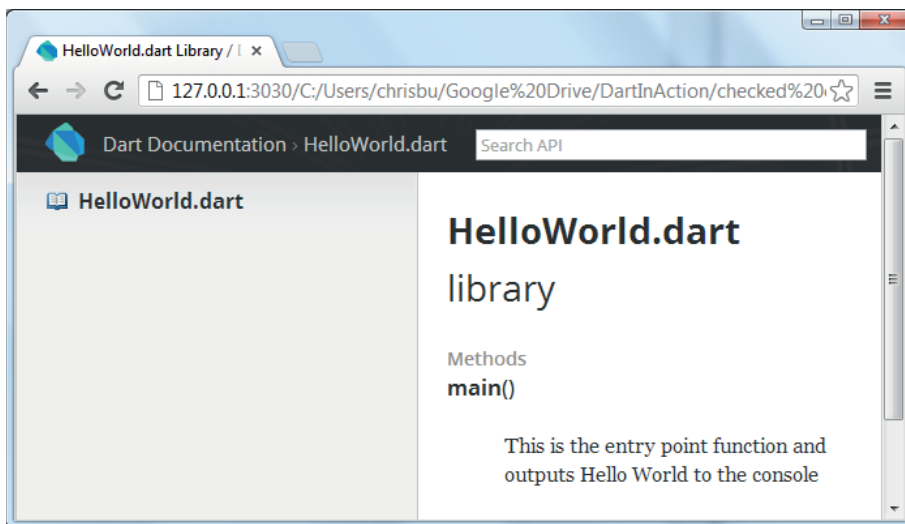 HelloWorld.dart Library /
127.0.0.1:3030/C:/Users/chrisbu/Google%20Drive/DartInAction/checked%20
Dart Documentation › HelloWorld.dart
Search API
HelloWorld.dart
HelloWorld.dart
library
Methods
main()
This is the entry point function and
outputs Hello World to the console